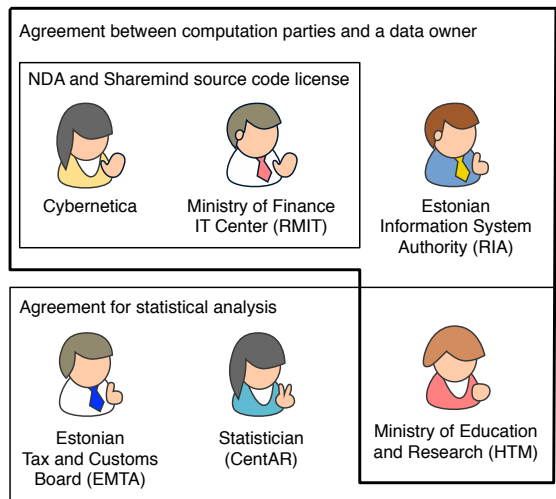 Agreement between computation parties and a data owner
NDA and Sharemind source code license
Cybernetica
Ministry of Finance
IT Center (RMIT)
Estonian
Information System
Authority (RIA)
Agreement for statistical analysis
Estonian
Tax and Customs
Board (EMTA)
Statistician
(CentAR)
Ministry of Education
and Research (HTM)